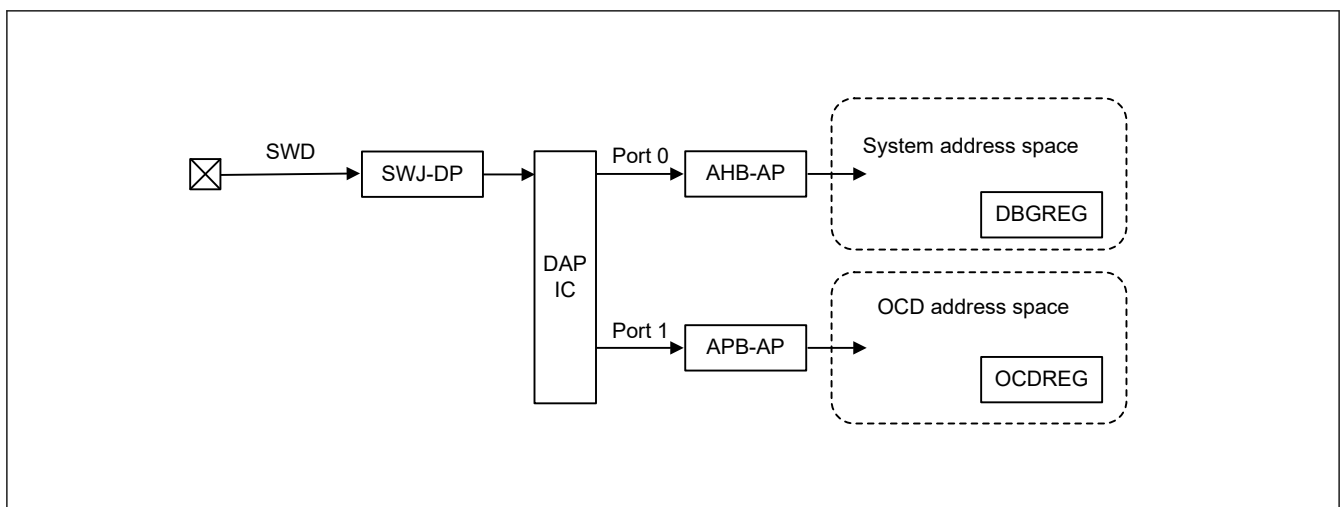 SWD
SWJ-DP
DAP
IC
Port 0
AHB-AP
System address space
DBGREG
Port 1
APB-AP
OCD address space
OCDREG